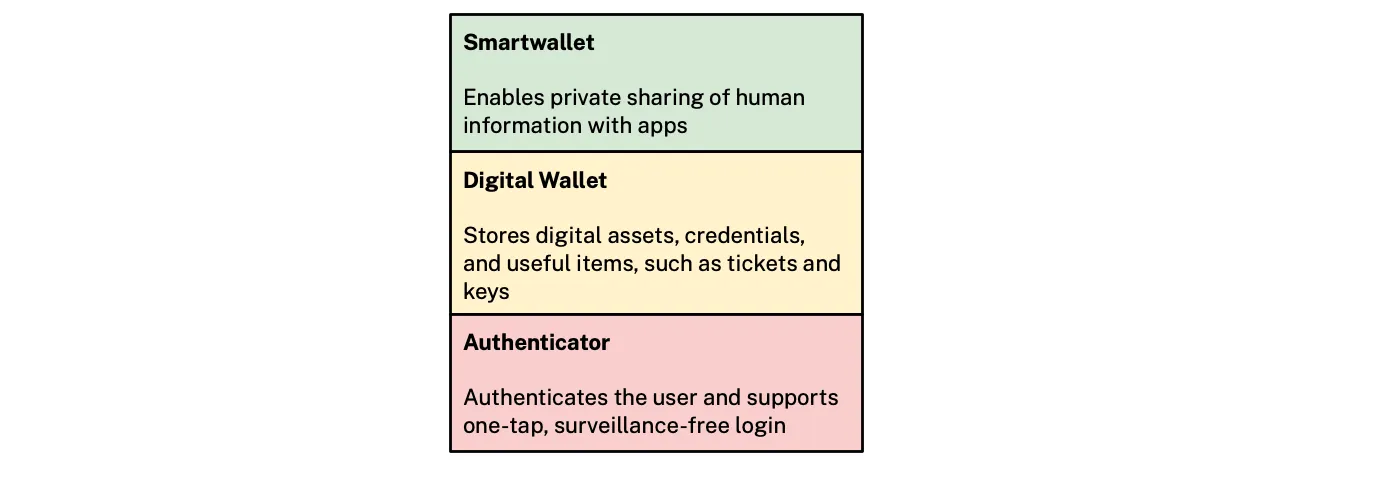 Smartwallet
Enables private sharing of human
information with apps
Digital Wallet
Stores digital assets, credentials,
and useful items, such as tickets and
keys
Authenticator
Authenticates the user and supports
one-tap, surveillance-free login